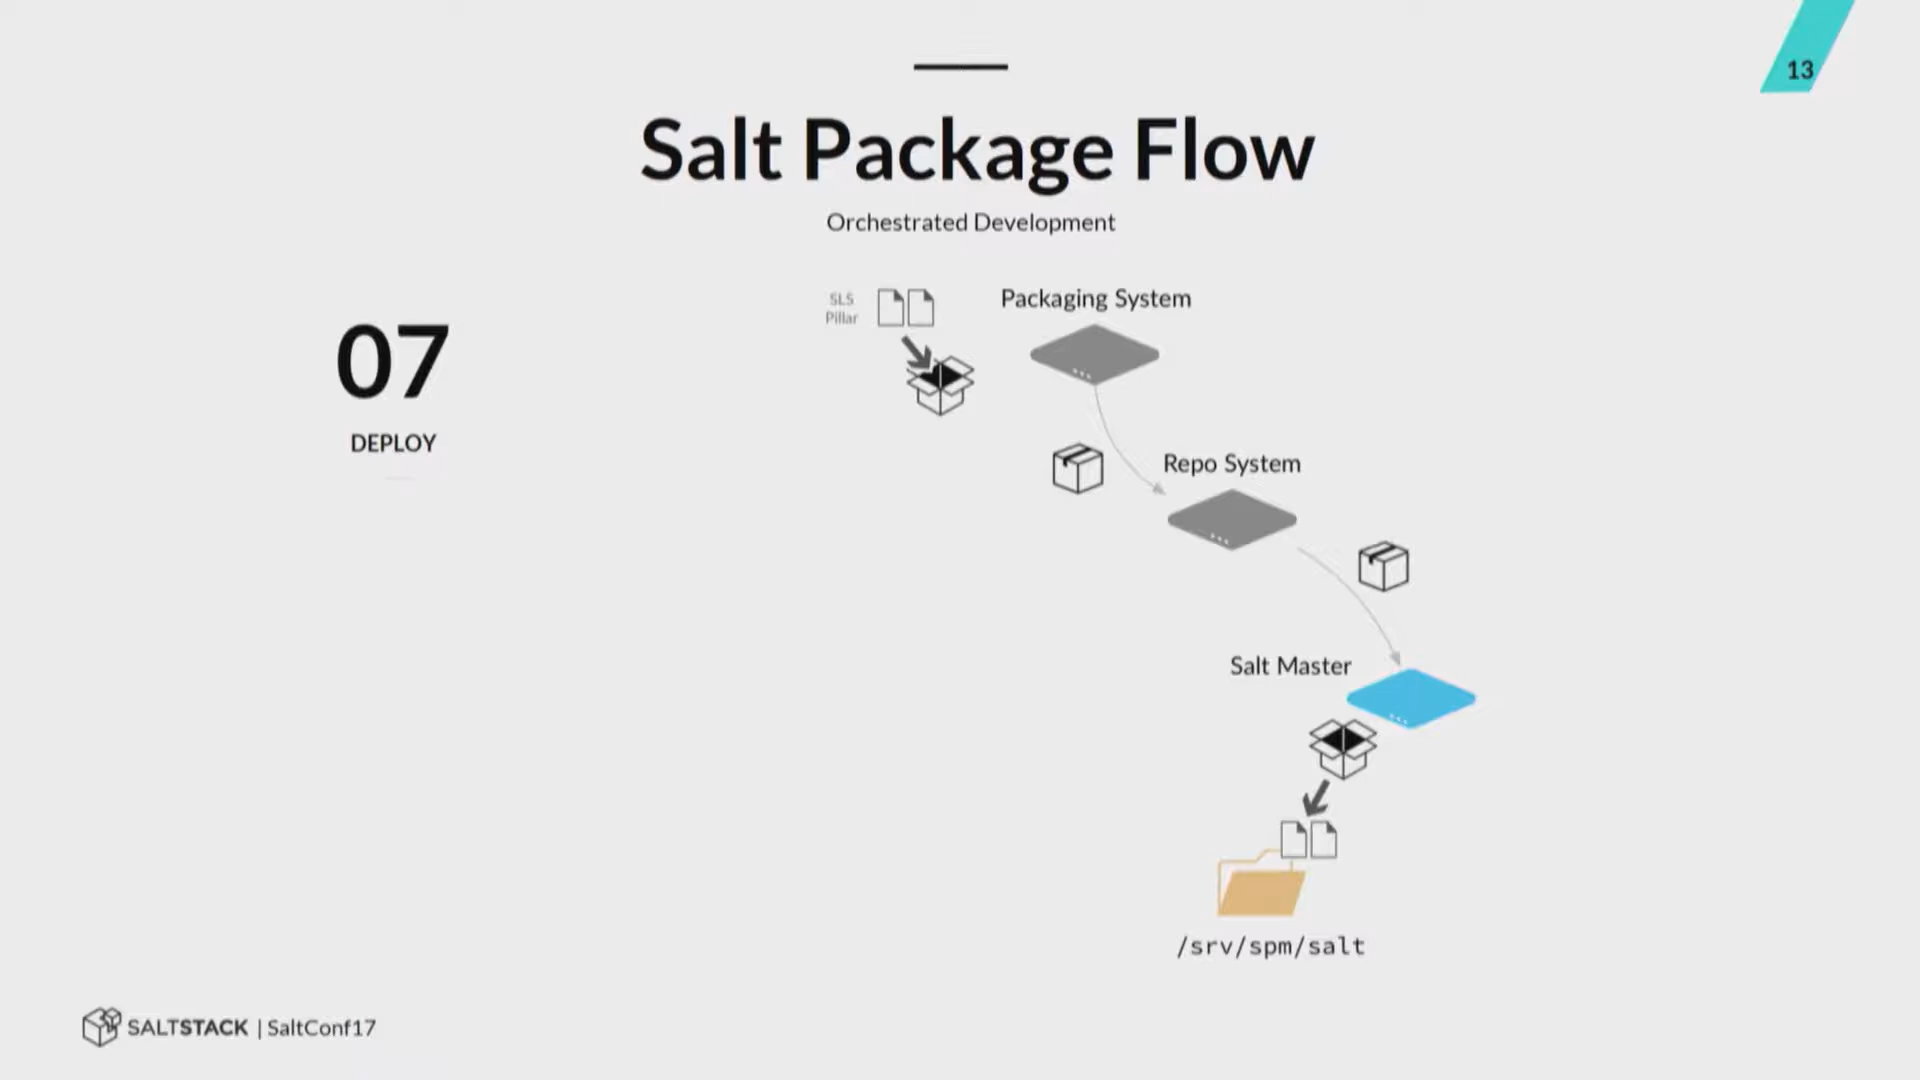 13
Salt Package Flow
Orchestrated Development
07
DEPLOY
SLS
Pillar
Packaging System
Repo System
Salt Master
/srv/spm/salt
SALTSTACK | SaltConf17